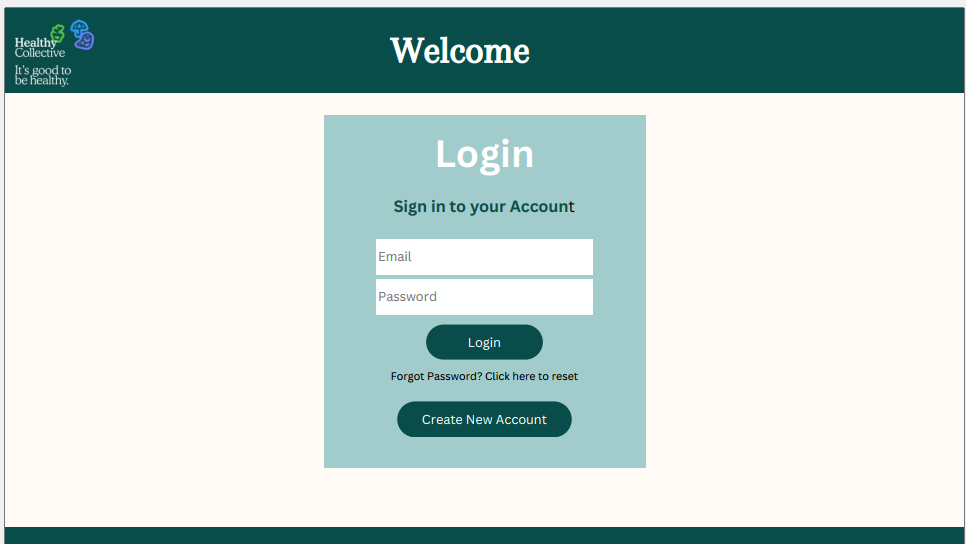 Healthy
Collective
It's good to
be healthy.
Welcome
Login
Sign in to your Account
Email
Password
Login
Forgot Password? Click here to reset
Create New Account